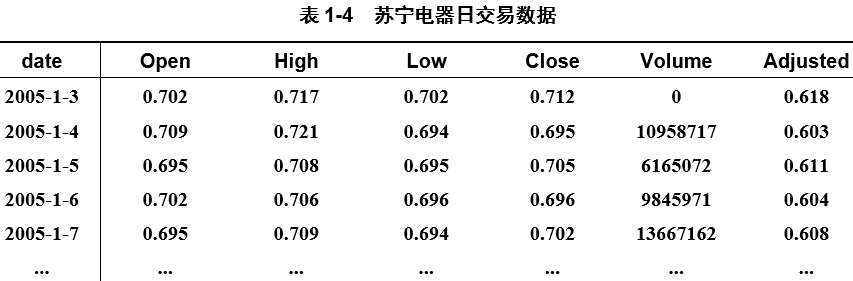 表 1-4 苏宁电器日交易数据
date Open High Low Close Volume Adjusted
2005-1-3 0.702 0.717 0.702 0.712 0 0.618
2005-1-4 0.709 0.721 0.694 0.695 10958717 0.603
2005-1-5 0.695 0.708 0.695 0.705 6165072 0.611
2005-1-6 0.702 0.706 0.696 0.696 9845971 0.604
2005-1-7 0.695 0.709 0.694 0.702 13667162 0.608
... ... ... ... ... ... ...